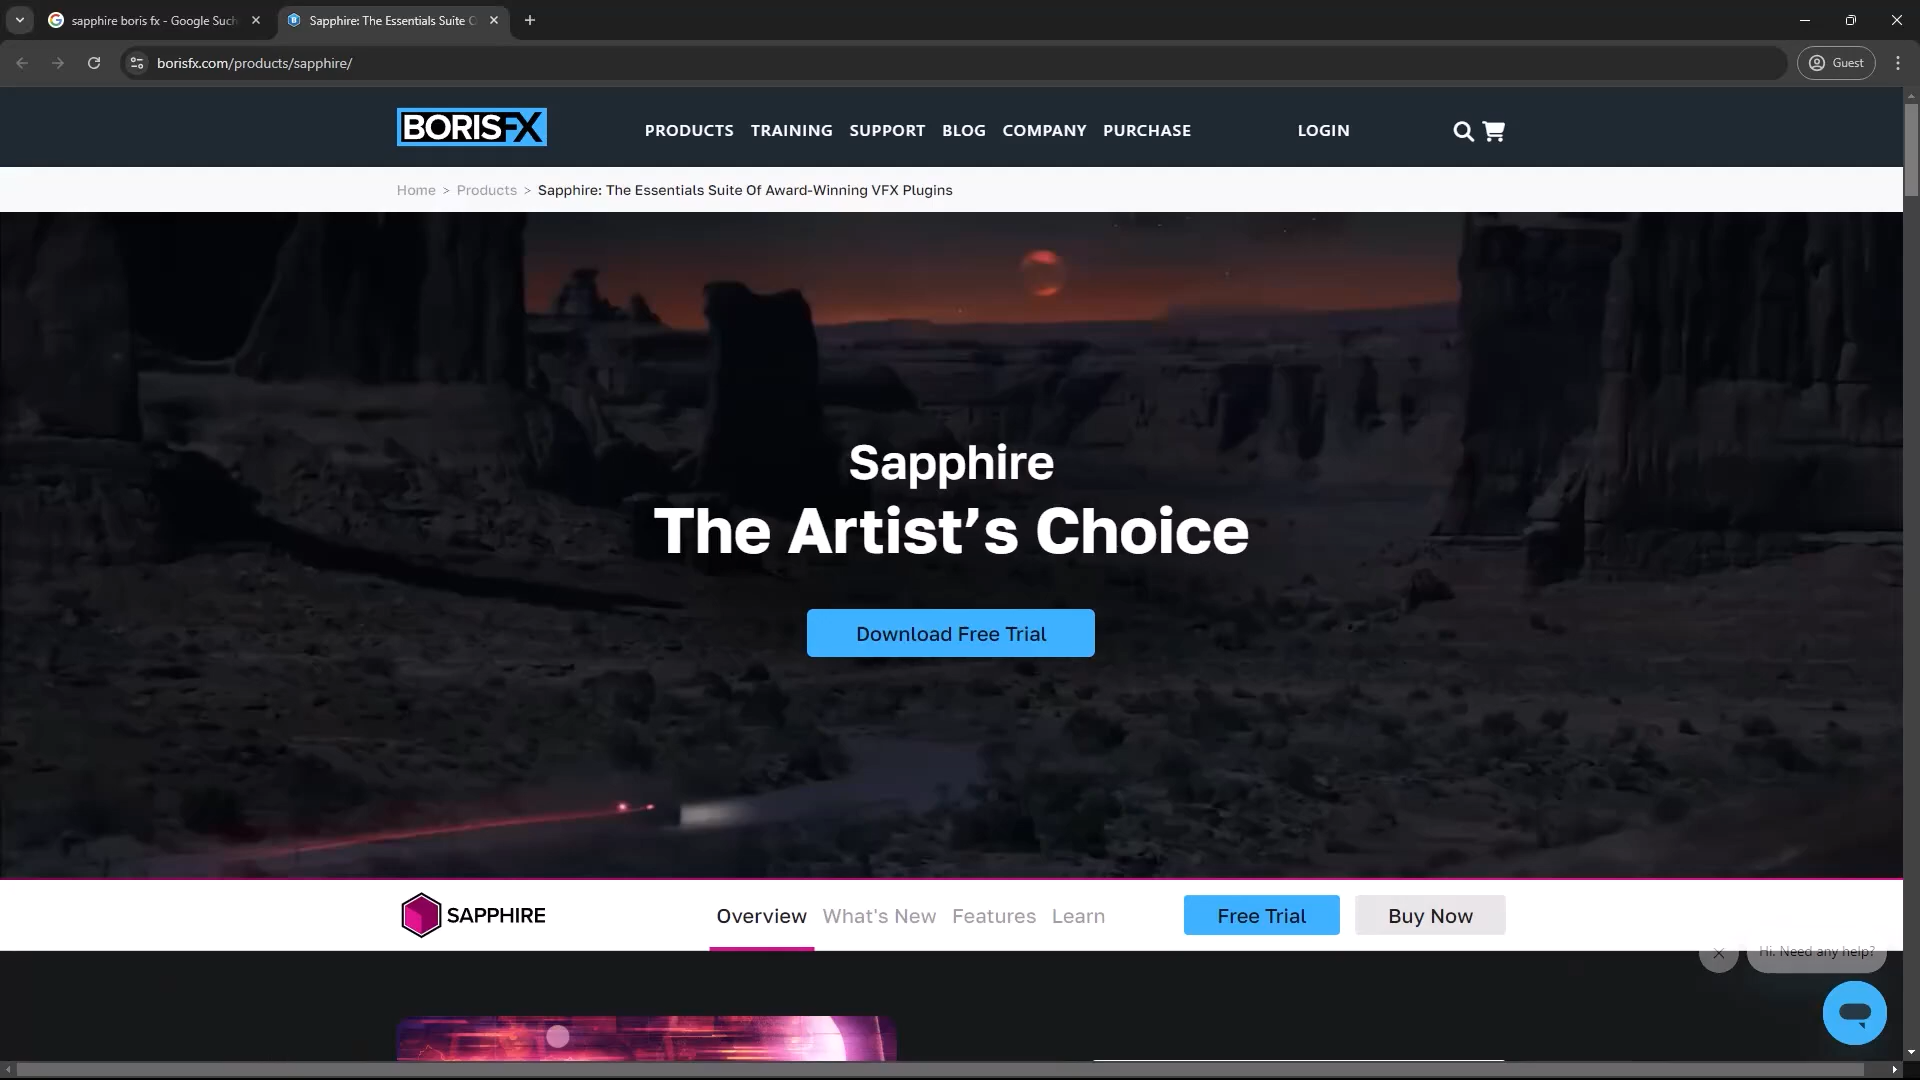 sapphire boris fx - Google Such
Sapphire: The Essentials Suite O
borisfx.com/products/sapphire/
Guest
BORISFX
PRODUCTS TRAINING SUPPORT BLOG COMPANY PURCHASE LOGIN
Home > Products > Sapphire: The Essentials Suite Of Award-Winning VFX Plugins
Sapphire
The Artist’s Choice
Download Free Trial
SAPPHIRE
Overview What's New Features Learn
Free Trial Buy Now
Hi. Need any help?